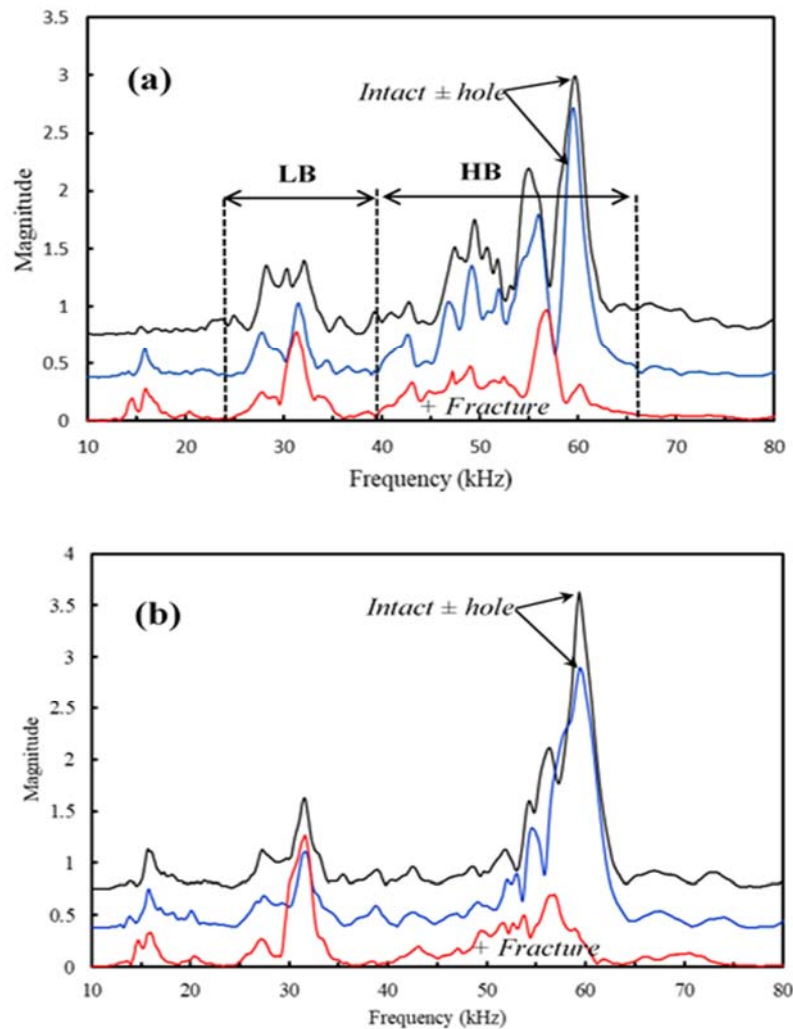 3.5
(a)
3
Intact ± hole
2.5
LB
HB
2
Magnitude
1.5
1
0.5
+ Fracture
0
10 20 30 40 50 60 70 80
Frequency (kHz)
4
(b)
3.5
Intact ± hole
3
2.5
Magnitude
2
1.5
1
0.5
+ Fracture
0
10 20 30 40 50 60 70 80
Frequency (kHz)